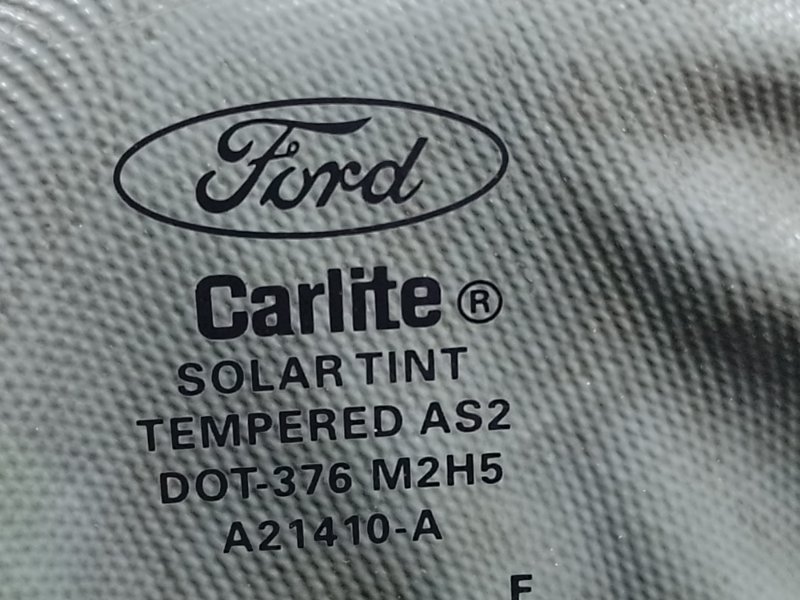 Ford
Carlite®
SOLAR TINT
TEMPERED AS2
DOT-376 M2H5
A21410-A